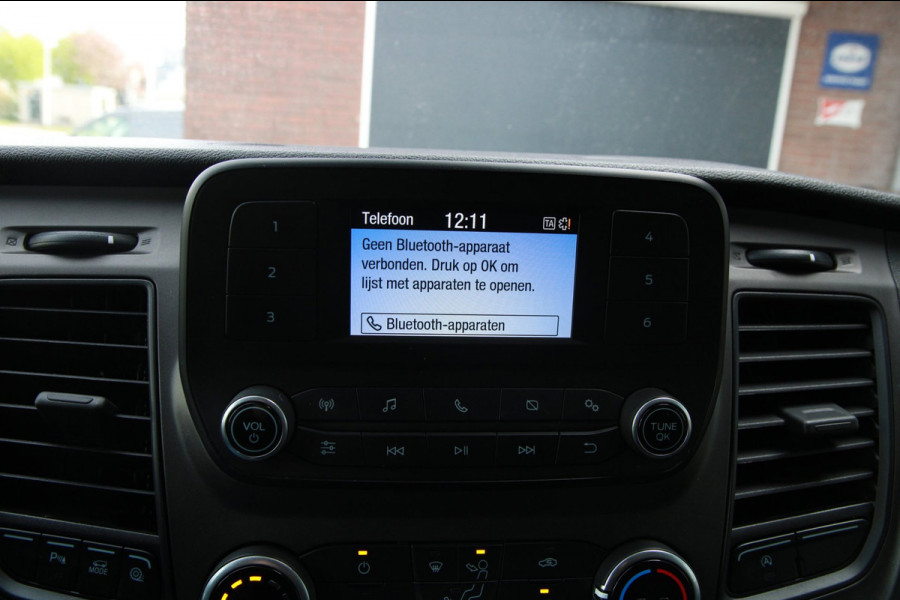 Telefoon 12:11 TA
Geen Bluetooth-apparaat
verbonden. Druk op OK om
lijst met apparaten te openen.
Bluetooth-apparaten
1
2
3
4
5
6
VOL
TUNE
OK
MODE